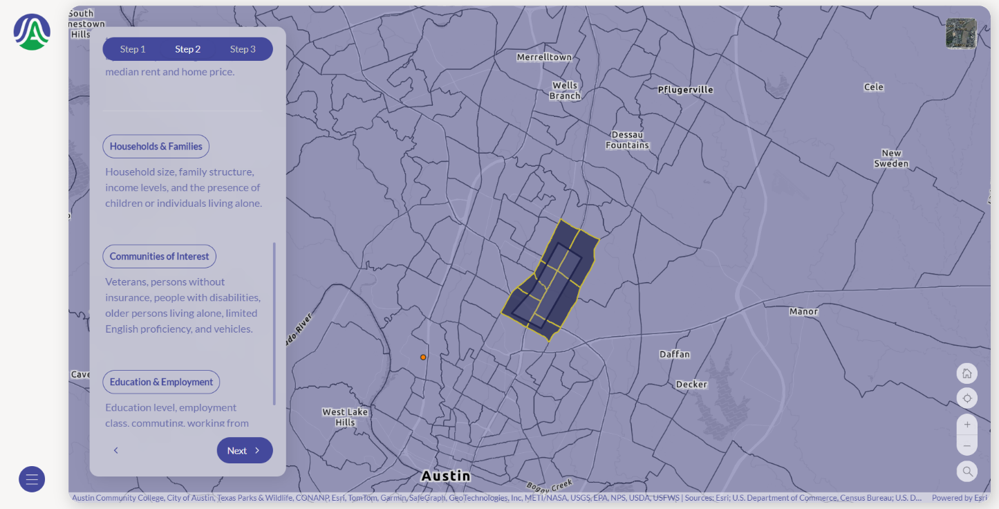 South
nestown
Hills
Step 1
Step 2
Step 3
median rent and home price.
Households & Families
Household size, family structure,
income levels, and the presence of
children or individuals living alone.
Communities of Interest
Veterans, persons without
insurance, people with disabilities,
older persons living alone, limited
English proficiency, and vehicles.
Education & Employment
Education level, employment
class, commuting, working from
Next
Merrelltown
Wells
Branch
Pflugerville
Cele
Dessau
Fountains
New
Sweden
Manor
ado-River
Daffan
Decker
Cave
West Lake
Hills
Austin
Boggy Creek
Austin Community College, City of Austin, Texas Parks & Wildlife, CONANP, Esri, TomTom, Garmin, SafeGraph, GeoTechnologies, Inc, METI/NASA, USGS, EPA, NPS, USDA, USFWS | Sources: Esri; U.S. Department of Commerce, Census Bureau; U.S. D...
Powered by Esri